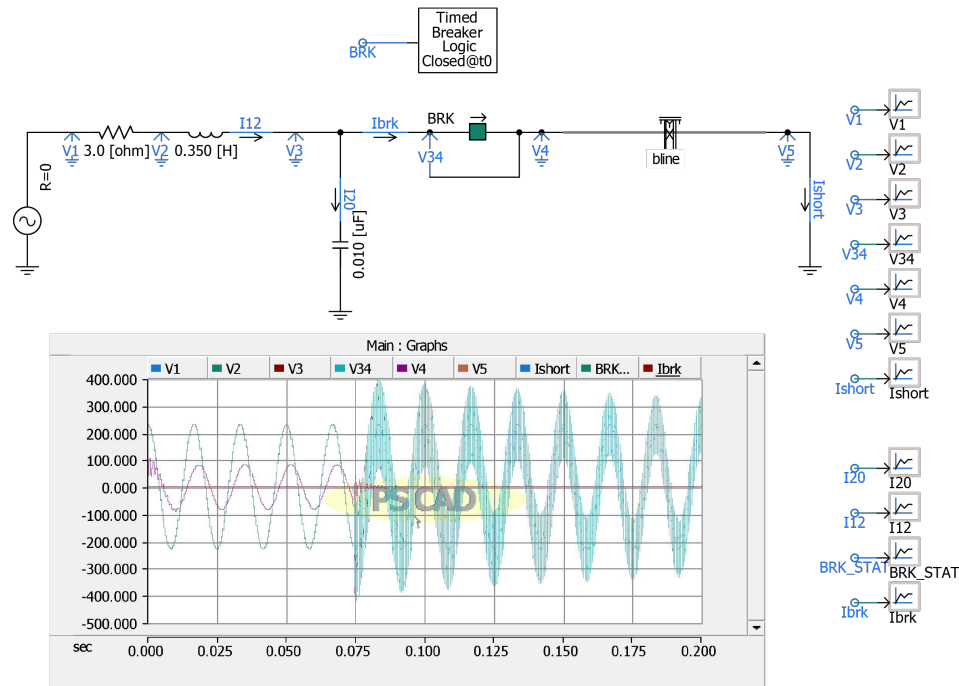 Timed
Breaker
Logic
Closed@t0
BRK
I12
Ibrk
BRK
V1
3.0 [ohm]
V2
0.350 [H]
V3
V34
V4
bline
V5
R=0
I20
0.010 [uF]
Ishort
V1
V1
V2
V2
V3
V3
V34
V34
V4
V4
V5
V5
Ishort
Ishort
I20
I20
I12
I12
BRK_STAT
BRK_STAT
Ibrk
Ibrk
Main : Graphs
V1 V2 V3 V34 V4 V5 Ishort BRK... Ibrk
400.000
300.000
200.000
100.000
0.000
-100.000
-200.000
-300.000
-400.000
-500.000
PSCAD
sec 0.000 0.025 0.050 0.075 0.100 0.125 0.150 0.175 0.200